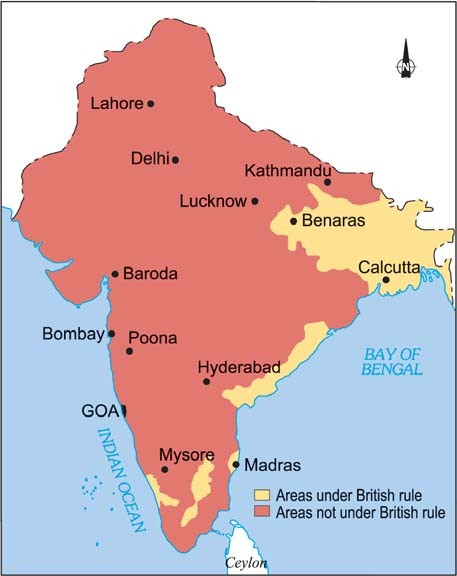 Lahore
Delhi
Kathmandu
Lucknow
Benaras
Calcutta
Baroda
Bombay
Poona
BAY OF
BENGAL
Hyderabad
GOA
INDIAN OCEAN
Mysore
Madras
Areas under British rule
Areas not under British rule
Ceylon